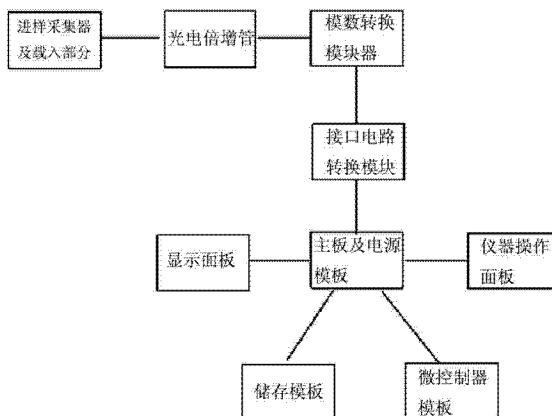 进样采集器
及载入部分
光电倍增管
模数转换
模块器
接口电路
转换模块
显示面板
主板及电源
模板
仪器操作
面板
储存模板
微控制器
模板